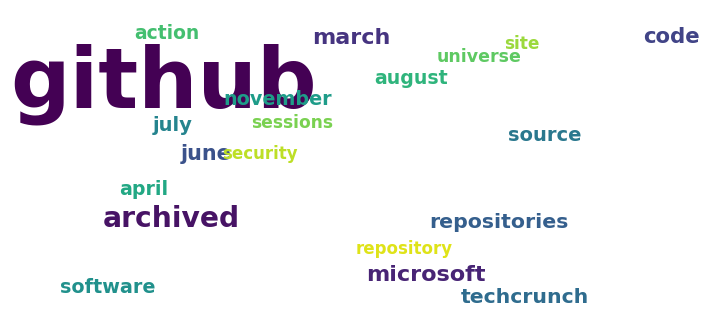 action
march
code
site
universe
github
august
november
sessions
july
source
june
security
april
archived
repositories
repository
microsoft
software
techcrunch